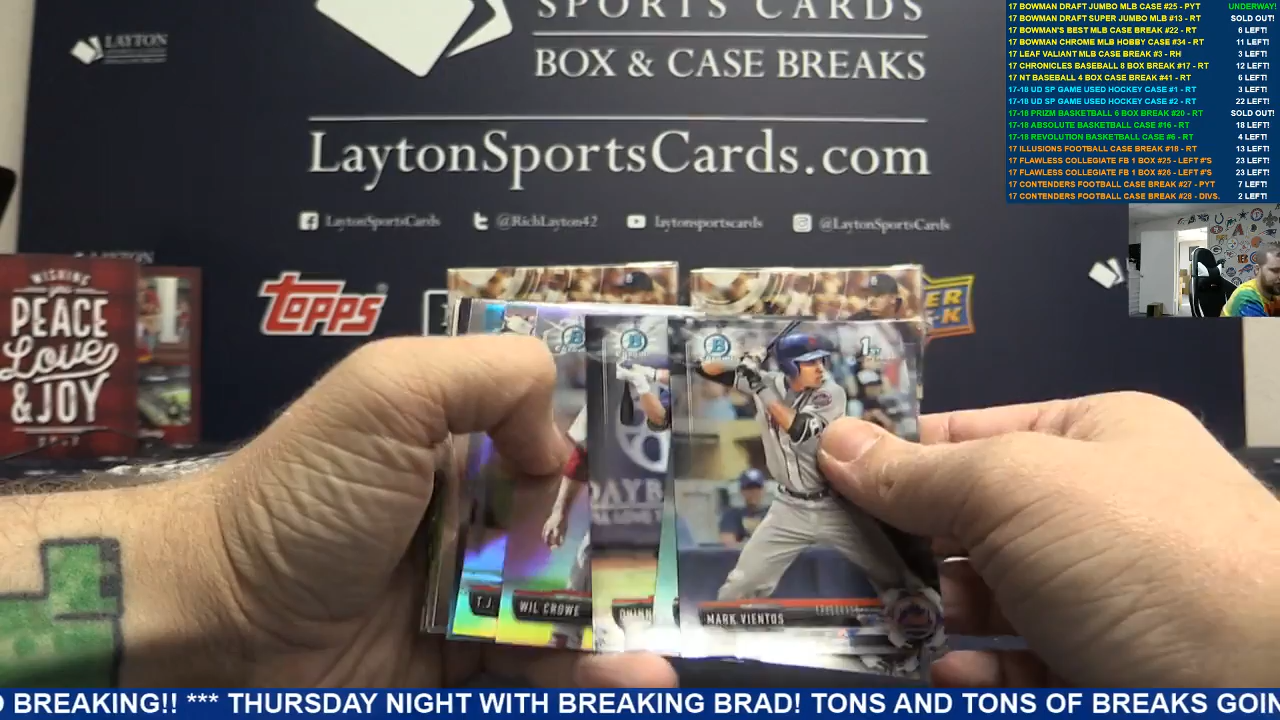 SPORTS CARDS
BOX & CASE BREAKS
LaytonSportsCards.com
LaytonSportsCards
@RichLayton42
laytonsportscards
@LaytonSportsCards
LAYTON
topps
WISHING
PEACE
Love
& JOY
1st
T.J.
WIL CROWE
QUINN
MARK VIENTOS
17 BOWMAN DRAFT JUMBO MLB CASE #25 - PYT UNDERWAY!
17 BOWMAN DRAFT SUPER JUMBO MLB #13 - RT SOLD OUT!
17 BOWMAN'S BEST MLB CASE BREAK #22 - RT 6 LEFT!
17 BOWMAN CHROME MLB HOBBY CASE #34 - RT 11 LEFT!
17 LEAF VALIANT MLB CASE BREAK #3 - RH 3 LEFT!
17 CHRONICLES BASEBALL 8 BOX BREAK #17 - RT 12 LEFT!
17 NT BASEBALL 4 BOX CASE BREAK #41 - RT 6 LEFT!
17-18 UD SP GAME USED HOCKEY CASE #1 - RT 3 LEFT!
17-18 UD SP GAME USED HOCKEY CASE #2 - RT 22 LEFT!
17-18 PRIZM BASKETBALL 6 BOX BREAK #20 - RT SOLD OUT!
17-18 ABSOLUTE BASKETBALL CASE #16 - RT 18 LEFT!
17-18 REVOLUTION BASKETBALL CASE #6 - RT 4 LEFT!
17 ILLUSIONS FOOTBALL CASE BREAK #18 - RT 13 LEFT!
17 FLAWLESS COLLEGIATE FB 1 BOX #25 - LEFT #'S 23 LEFT!
17 FLAWLESS COLLEGIATE FB 1 BOX #26 - LEFT #'S 23 LEFT!
17 CONTENDERS FOOTBALL CASE BREAK #27 - PYT 7 LEFT!
17 CONTENDERS FOOTBALL CASE BREAK #28 - DIVS. 2 LEFT!
BREAKING!! *** THURSDAY NIGHT WITH BREAKING BRAD! TONS AND TONS OF BREAKS GOIN